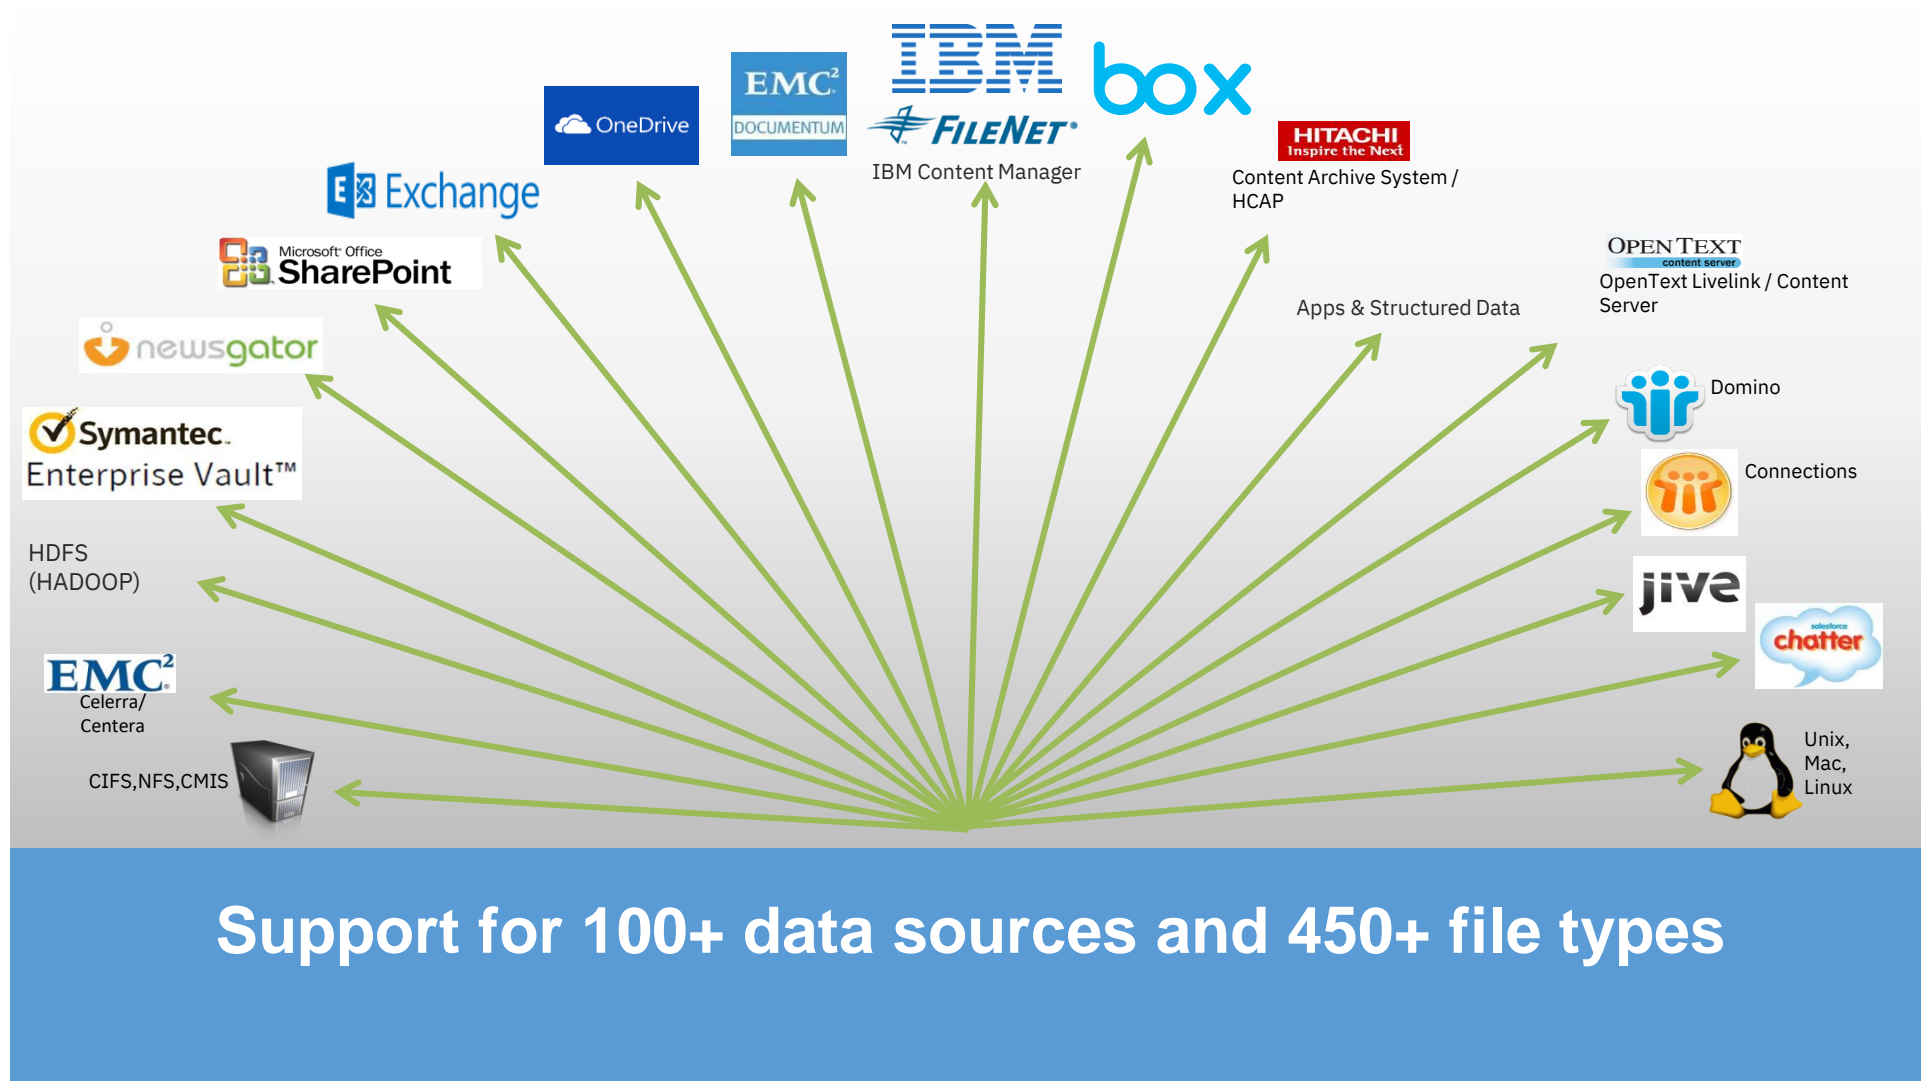 IBM
box
EMC²
DOCUMENTUM
OneDrive
FILENET
IBM Content Manager
HITACHI
Inspire the Next
Content Archive System /
HCAP
E Exchange
Microsoft Office
SharePoint
OPEN TEXT
content server
OpenText Livelink / Content
Server
Apps & Structured Data
newsgator
Domino
Symantec™
Enterprise Vault™
Connections
HDFS
(HADOOP)
jive
salesforce
chatter
EMC²
Celerra/
Centera
CIFS,NFS,CMIS
Unix,
Mac,
Linux
Support for 100+ data sources and 450+ file types